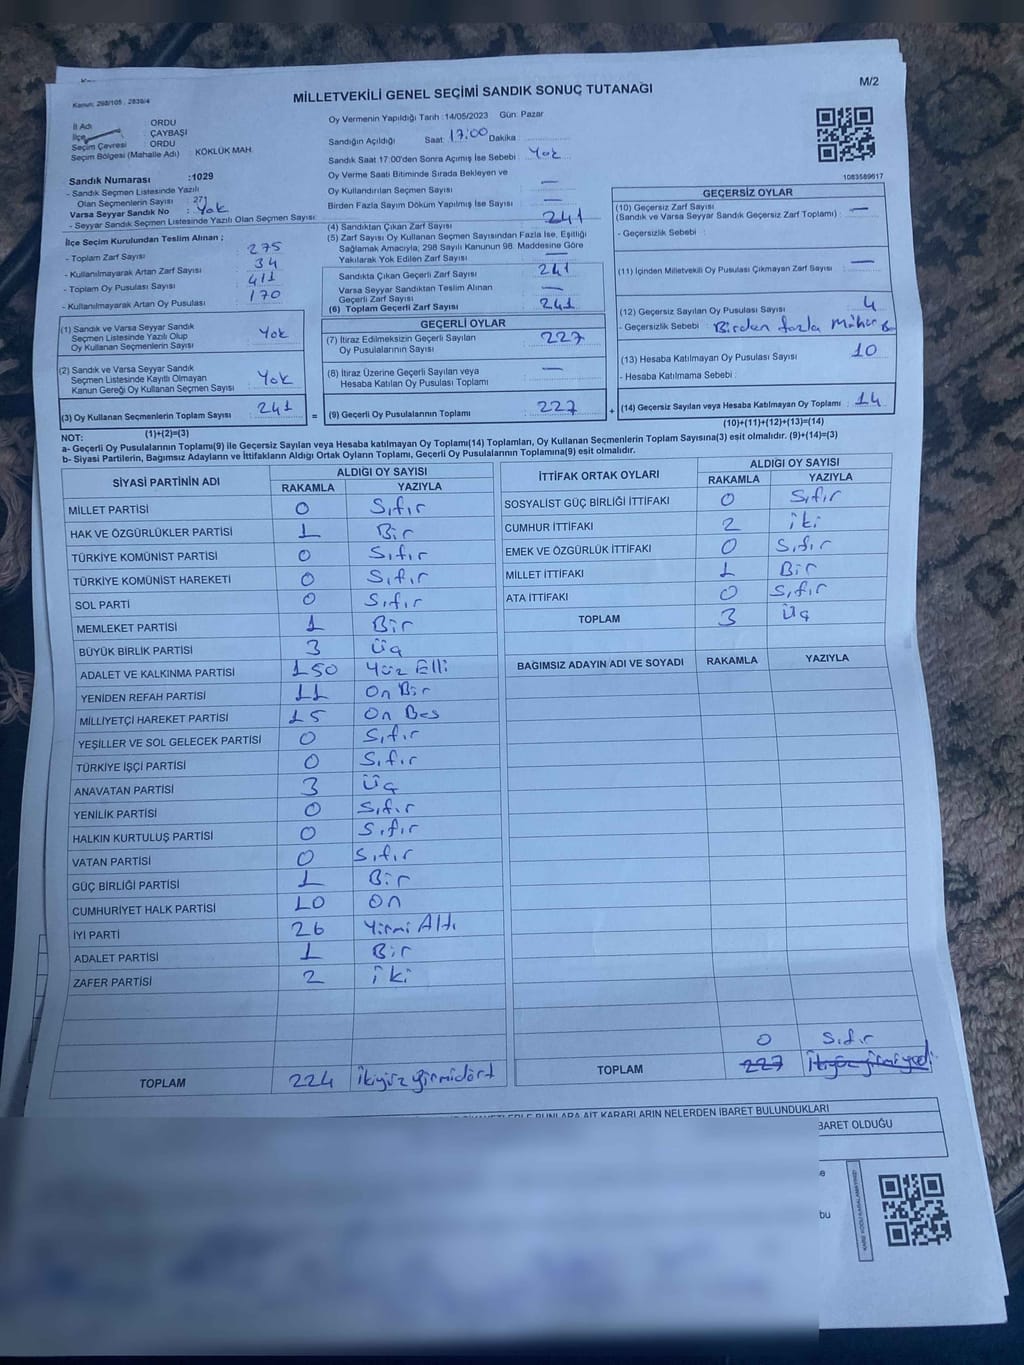 M/2
Kanun: 298/105 , 2839/4
MİLLETVEKİLİ GENEL SEÇİMİ SANDIK SONUÇ TUTANAĞI
İl Adı : ORDU
İlçe : ÇAYBAŞI
Seçim Çevresi : ORDU
Seçim Bölgesi (Mahalle Adı) : KÖKLÜK MAH.
Oy Vermenin Yapıldığı Tarih : 14/05/2023 Gün: Pazar
Sandığın Açıldığı Saat 17:00 Dakika :
Sandık Saat 17:00'den Sonra Açımış İse Sebebi : Yok
Oy Verme Saati Bitiminde Sırada Bekleyen ve
Oy Kullandırılan Seçmen Sayısı : —
Birden Fazla Sayım Döküm Yapılmış İse Sayısı : —
1083589617
Sandık Numarası :1029
- Sandık Seçmen Listesinde Yazılı
Olan Seçmenlerin Sayısı : 271
Varsa Seyyar Sandık No : Yok
- Seyyar Sandık Seçmen Listesinde Yazılı Olan Seçmen Sayısı:
İlçe Seçim Kurulundan Teslim Alınan ;
- Toplam Zarf Sayısı : 275
- Kullanılmayarak Artan Zarf Sayısı : 34
- Toplam Oy Pusulası Sayısı : 411
- Kullanılmayarak Artan Oy Pusulası : 170
(1) Sandık ve Varsa Seyyar Sandık
Seçmen Listesinde Yazılı Olup
Oy Kullanan Seçmenlerin Sayısı Yok
(2) Sandık ve Varsa Seyyar Sandık
Seçmen Listesinde Kayıtlı Olmayan
Kanun Gereği Oy Kullanan Seçmen Sayısı : Yok
(3) Oy Kullanan Seçmenlerin Toplam Sayısı : 241
(1)+(2)=(3)
(4) Sandıktan Çıkan Zarf Sayısı : 241
(5) Zarf Sayısı Oy Kullanan Seçmen Sayısından Fazla İse, Eşitliği
Sağlamak Amacıyla, 298 Sayılı Kanunun 98. Maddesine Göre
Yakılarak Yok Edilen Zarf Sayısı : —
Sandıkta Çıkan Geçerli Zarf Sayısı : 241
Varsa Seyyar Sandıktan Teslim Alınan
Geçerli Zarf Sayısı : —
(6) Toplam Geçerli Zarf Sayısı : 241
GEÇERLİ OYLAR
(7) İtiraz Edilmeksizin Geçerli Sayılan
Oy Pusulalarının Sayısı : 227
(8) İtiraz Üzerine Geçerli Sayılan veya
Hesaba Katılan Oy Pusulası Toplamı : —
= (9) Geçerli Oy Pusulalarının Toplamı : 227
GEÇERSİZ OYLAR
(10) Geçersiz Zarf Sayısı
(Sandık ve Varsa Seyyar Sandık Geçersiz Zarf Toplamı) : —
- Geçersizlik Sebebi :
(11) İçinden Milletvekili Oy Pusulası Çıkmayan Zarf Sayısı : —
(12) Geçersiz Sayılan Oy Pusulası Sayısı : 4
- Geçersizlik Sebebi : Birden fazla Mühür
(13) Hesaba Katılmayan Oy Pusulası Sayısı : 10
- Hesaba Katılmama Sebebi :
+ (14) Geçersiz Sayılan veya Hesaba Katılmayan Oy Toplamı : 14
(10)+(11)+(12)+(13)=(14)
NOT:
a- Geçerli Oy Pusulalarının Toplamı(9) ile Geçersiz Sayılan veya Hesaba katılmayan Oy Toplamı(14) Toplamları, Oy Kullanan Seçmenlerin Toplam Sayısına(3) eşit olmalıdır. (9)+(14)=(3)
b- Siyasi Partilerin, Bağımsız Adayların ve İttifakların Aldığı Ortak Oyların Toplamı, Geçerli Oy Pusulalarının Toplamına(9) eşit olmalıdır.
SİYASİ PARTİNİN ADI ALDIĞI OY SAYISI
RAKAMLA YAZIYLA
MİLLET PARTİSİ 0 Sıfır
HAK VE ÖZGÜRLÜKLER PARTİSİ 1 Bir
TÜRKİYE KOMÜNİST PARTİSİ 0 Sıfır
TÜRKİYE KOMÜNİST HAREKETİ 0 Sıfır
SOL PARTİ 0 Sıfır
MEMLEKET PARTİSİ 1 Bir
BÜYÜK BİRLİK PARTİSİ 3 Üç
ADALET VE KALKINMA PARTİSİ 150 Yüz Elli
YENİDEN REFAH PARTİSİ 11 On Bir
MİLLİYETÇİ HAREKET PARTİSİ 15 On Beş
YEŞİLLER VE SOL GELECEK PARTİSİ 0 Sıfır
TÜRKİYE İŞÇİ PARTİSİ 0 Sıfır
ANAVATAN PARTİSİ 3 Üç
YENİLİK PARTİSİ 0 Sıfır
HALKIN KURTULUŞ PARTİSİ 0 Sıfır
VATAN PARTİSİ 0 Sıfır
GÜÇ BİRLİĞİ PARTİSİ 1 Bir
CUMHURİYET HALK PARTİSİ 10 On
İYİ PARTİ 26 Yirmi Altı
ADALET PARTİSİ 1 Bir
ZAFER PARTİSİ 2 İki
TOPLAM 224 İkiyüz yirmidört
İTTİFAK ORTAK OYLARI ALDIĞI OY SAYISI
RAKAMLA YAZIYLA
SOSYALİST GÜÇ BİRLİĞİ İTTİFAKI 0 Sıfır
CUMHUR İTTİFAKI 2 İki
EMEK VE ÖZGÜRLÜK İTTİFAKI 0 Sıfır
MİLLET İTTİFAKI 1 Bir
ATA İTTİFAKI 0 Sıfır
TOPLAM 3 Üç
BAĞIMSIZ ADAYIN ADI VE SOYADI RAKAMLA YAZIYLA
0 Sıfır
TOPLAM 227 İkiyüz yirmiyedi
BUNLARA AİT KARARLARIN NELERDEN İBARET BULUNDUKLARI
BARET OLDUĞU
bu